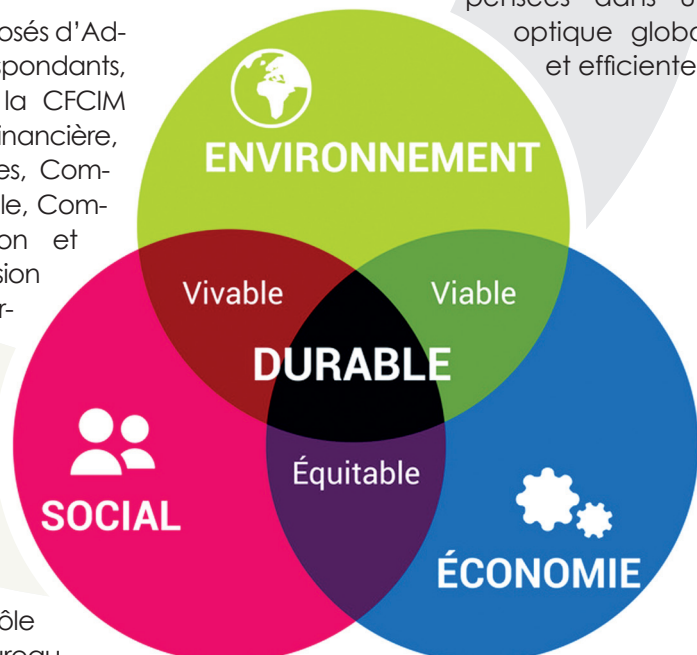 osés d'Ad-
spondants,
la CFCIM
inancière,
es, Com-
le, Com-
on et
sion
r-
ôle
optique globa
et efficiente
ENVIRONNEMENT
Vivable
Viable
DURABLE
Équitable
SOCIAL
ÉCONOMIE